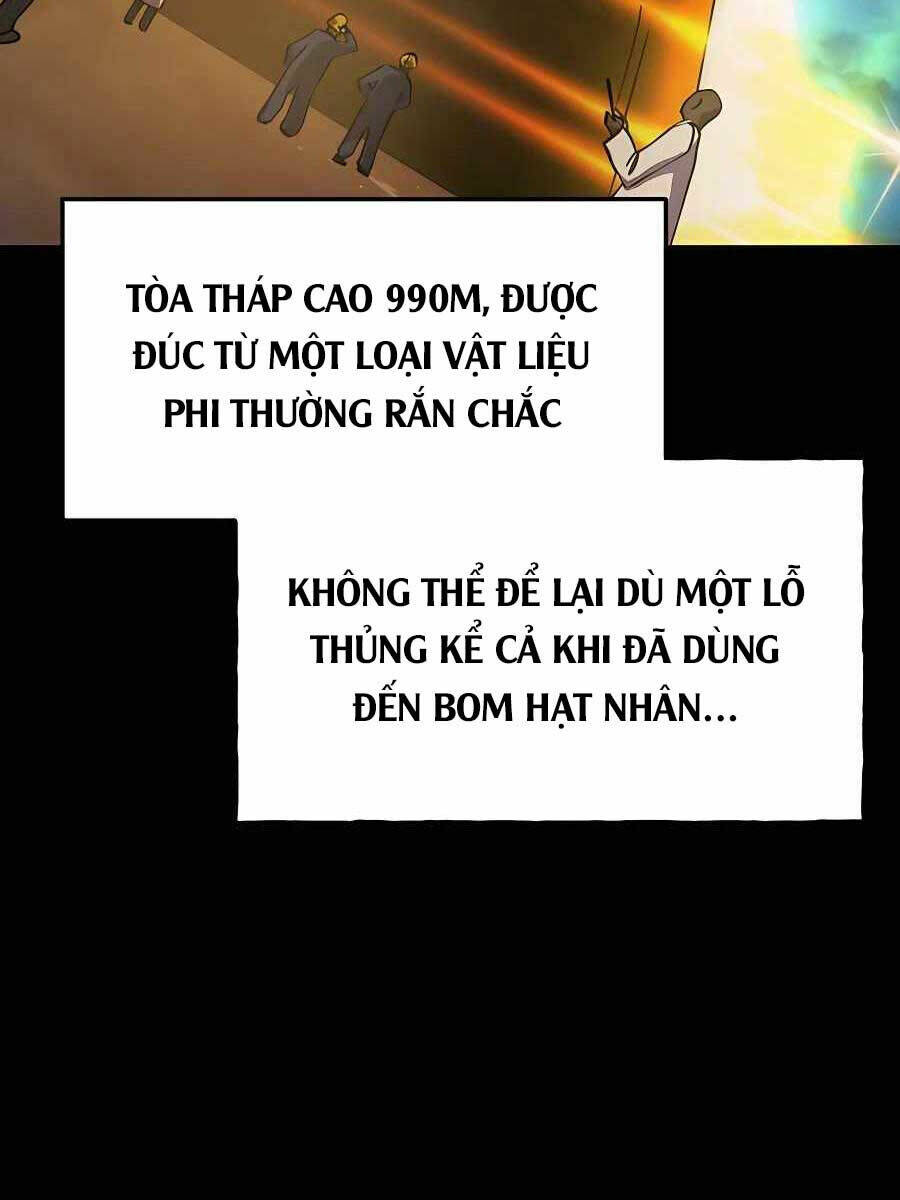 TÒA THÁP CAO 990M, ĐƯỢC
ĐÚC TỪ MỘT LOẠI VẬT LIỆU
PHI THƯỜNG RẮN CHẮC
KHÔNG THỂ ĐỂ LẠI DÙ MỘT LỖ
THỦNG KỂ CẢ KHI ĐÃ DÙNG
ĐẾN BOM HẠT NHÂN...